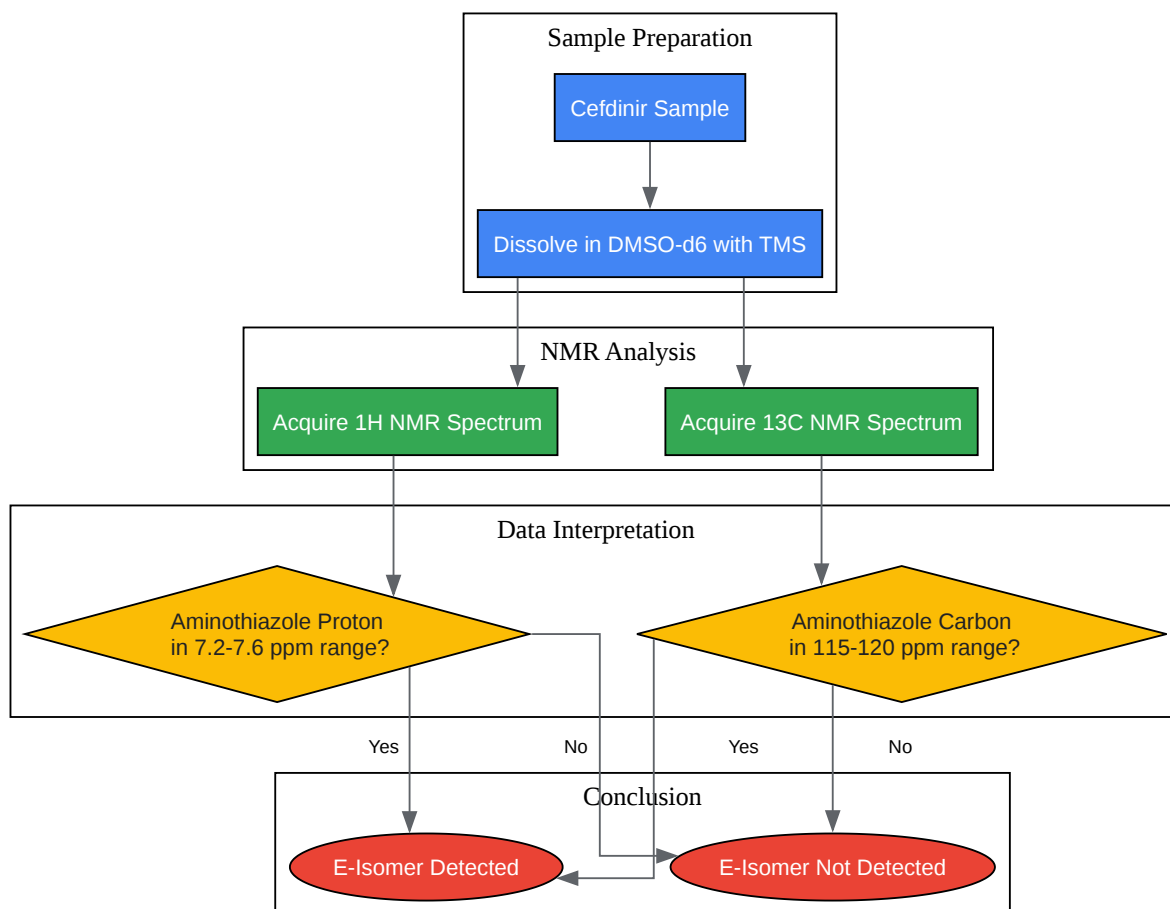 Sample Preparation
Cefdinir Sample
Dissolve in DMSO-d6 with TMS
NMR Analysis
Acquire 1H NMR Spectrum
Acquire 13C NMR Spectrum
Data Interpretation
Aminothiazole Proton
in 7.2-7.6 ppm range?
Aminothiazole Carbon
in 115-120 ppm range?
Yes
No
Yes
No
Conclusion
E-Isomer Detected
E-Isomer Not Detected